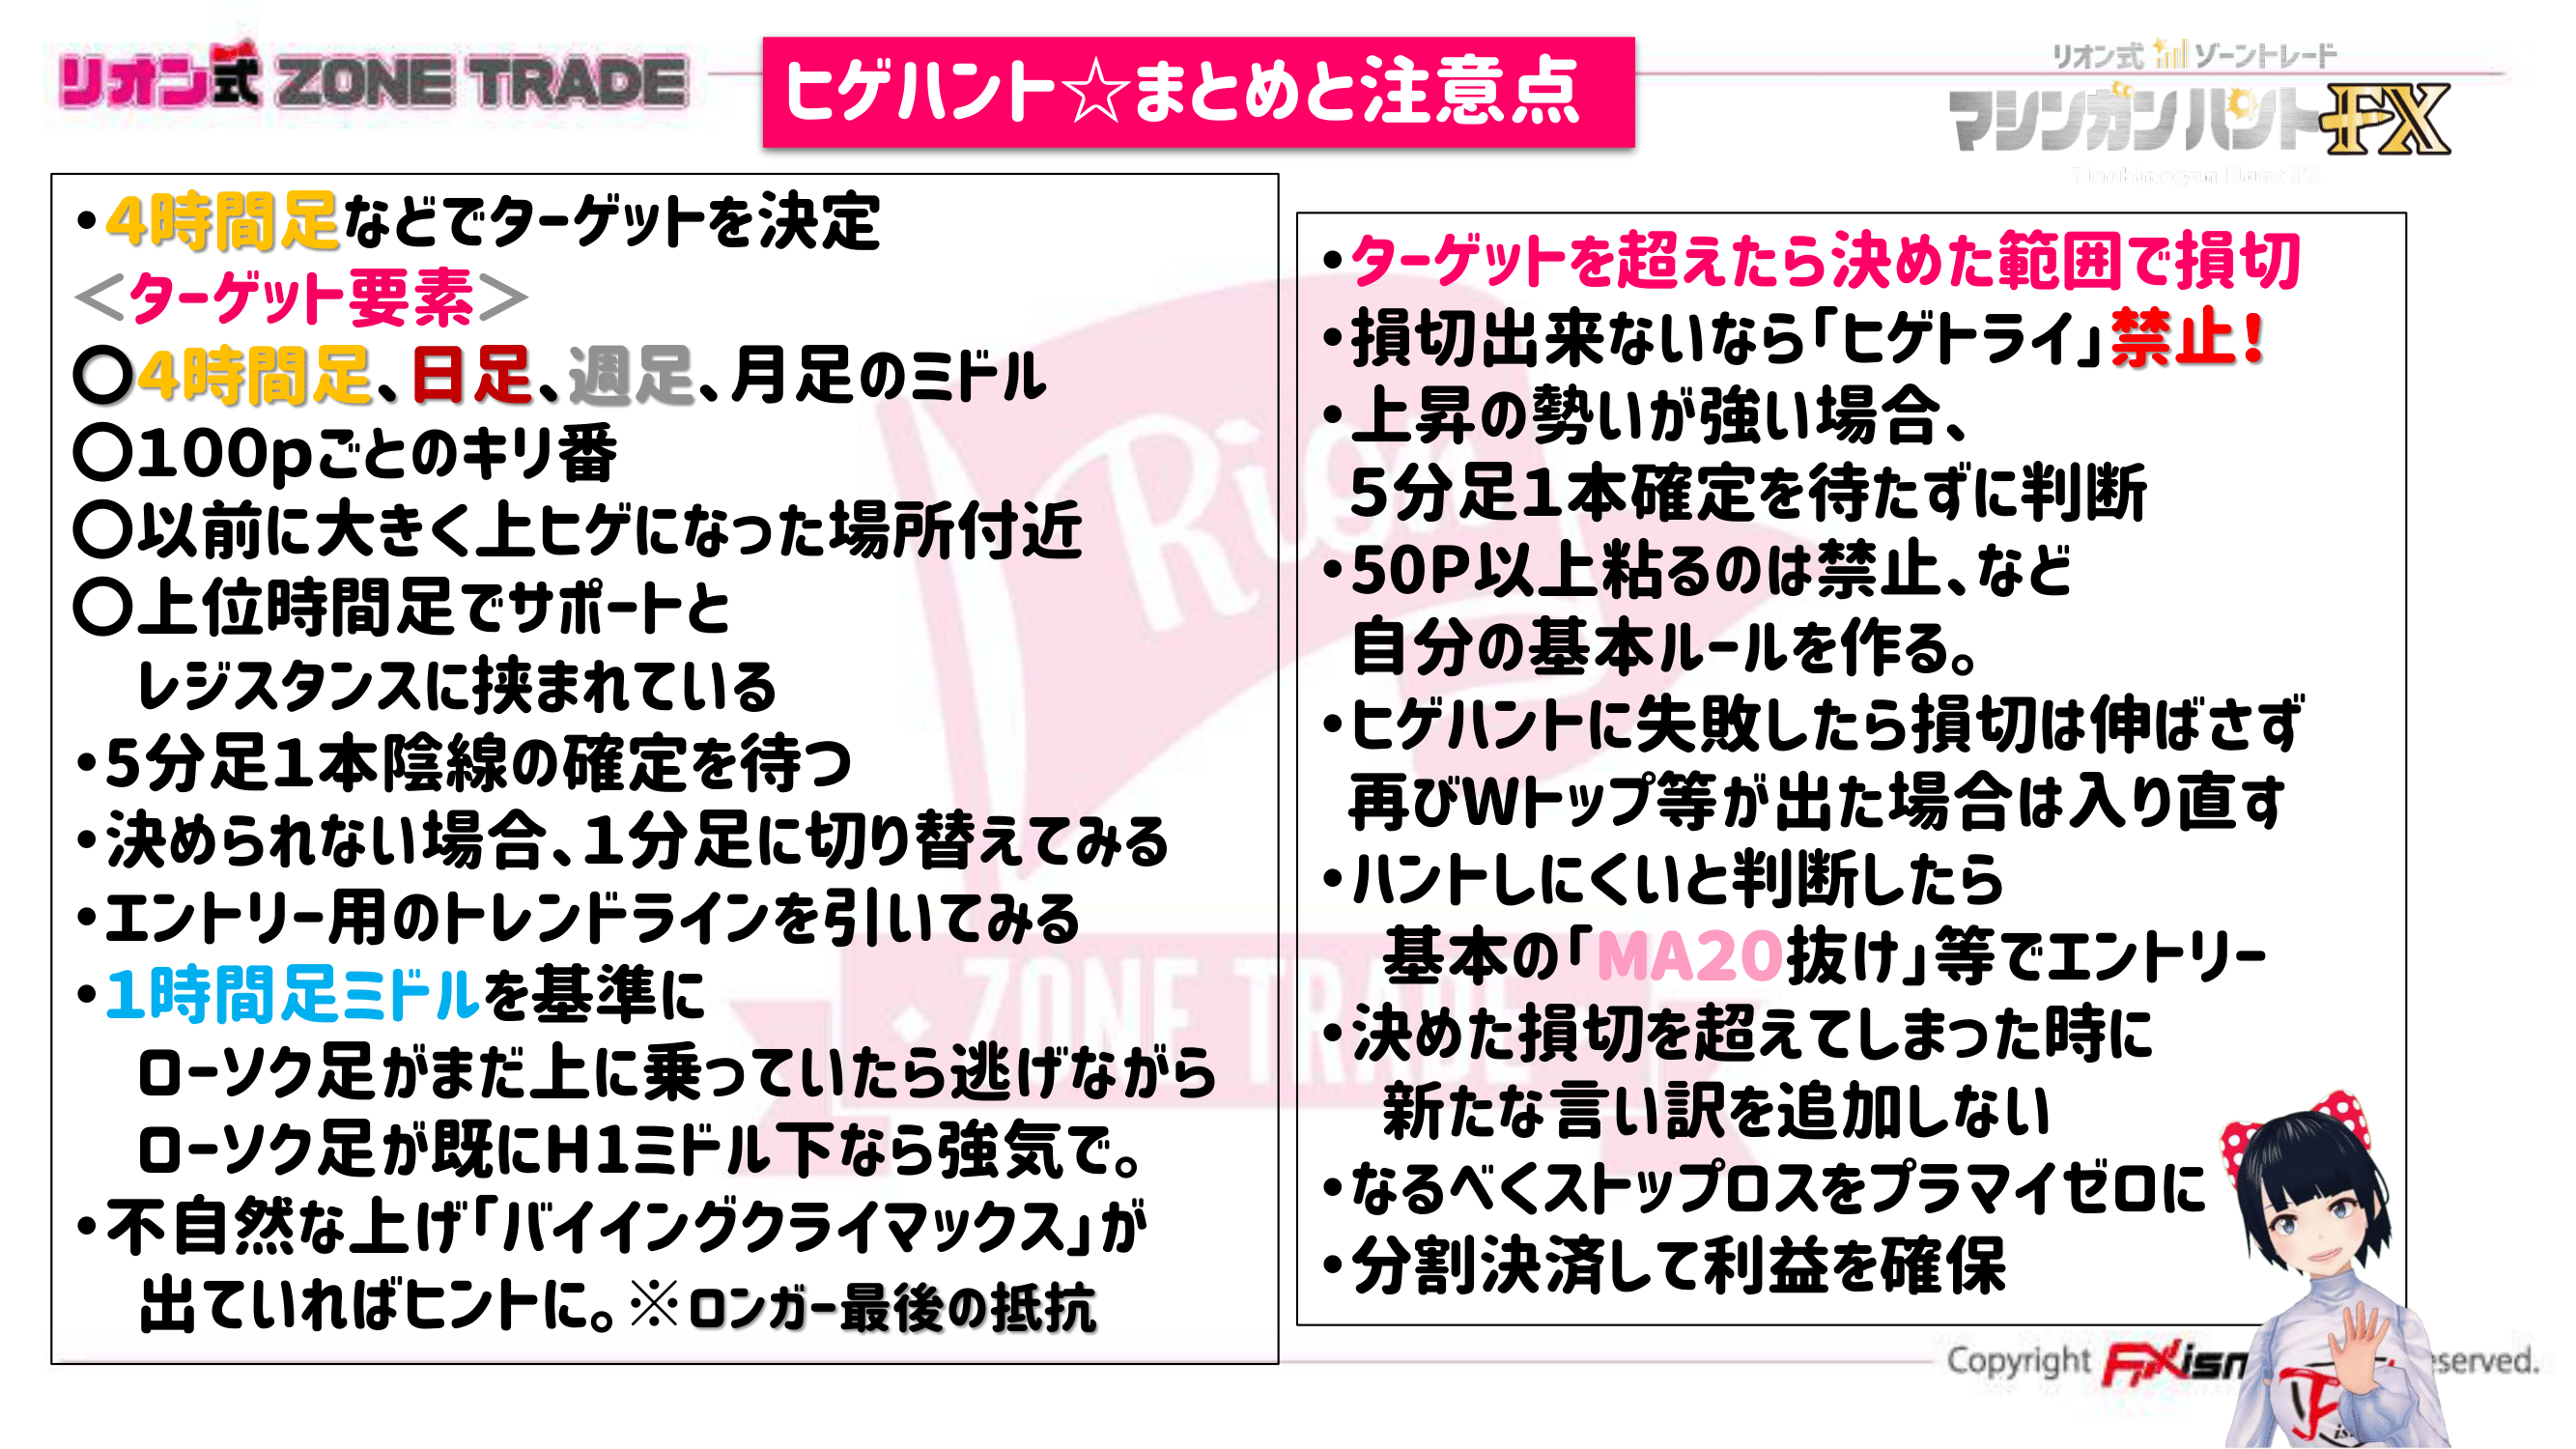 リオン式 ZONE TRADE
ヒゲハント☆まとめと注意点
リオン式 ゾーントレード
マシンガンハントFX
・4時間足などでターゲットを決定
＜ターゲット要素＞
〇4時間足、日足、週足、月足のミドル
〇100pごとのキリ番
〇以前に大きく上ヒゲになった場所付近
〇上位時間足でサポートと
レジスタンスに挟まれている
・5分足1本陰線の確定を待つ
・決められない場合、1分足に切り替えてみる
・エントリー用のトレンドラインを引いてみる
・1時間足ミドルを基準に
ローソク足がまだ上に乗っていたら逃げながら
ローソク足が既にH1ミドル下なら強気で。
・不自然な上げ「バイイングクライマックス」が
出ていればヒントに。※ロンガー最後の抵抗
・ターゲットを超えたら決めた範囲で損切
・損切出来ないなら「ヒゲトライ」禁止!
・上昇の勢いが強い場合、
5分足1本確定を待たずに判断
・50P以上粘るのは禁止、など
自分の基本ルールを作る。
・ヒゲハントに失敗したら損切は伸ばさず
再びWトップ等が出た場合は入り直す
・ハントしにくいと判断したら
基本の「MA20抜け」等でエントリー
・決めた損切を超えてしまった時に
新たな言い訳を追加しない
・なるべくストップロスをプラマイゼロに
・分割決済して利益を確保
Rion
ZONE TRADE
Copyright FXism